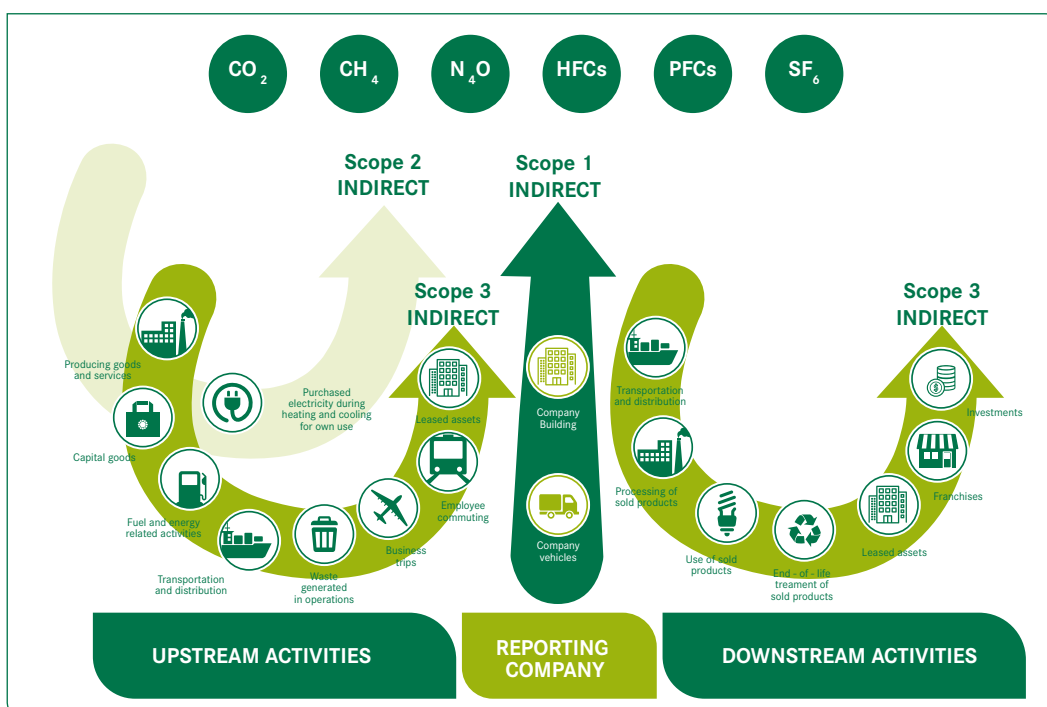 CO2
CH4
N4O
HFCs
PFCs
SF6
Scope 2
INDIRECT
Scope 1
INDIRECT
Scope 3
INDIRECT
Scope 3
INDIRECT
Producing goods
and services
Capital goods
Fuel and energy
related activities
Transportation
and distribution
Waste
generated
in operations
Business
trips
Employee
commuting
Leased assets
Purchased
electricity during
heating and cooling
for own use
Company
Building
Company
vehicles
Transportation
and distribution
Processing of
sold products
Use of sold
products
End - of - life
treament of
sold products
Leased assets
Franchises
Investments
UPSTREAM ACTIVITIES
REPORTING
COMPANY
DOWNSTREAM ACTIVITIES